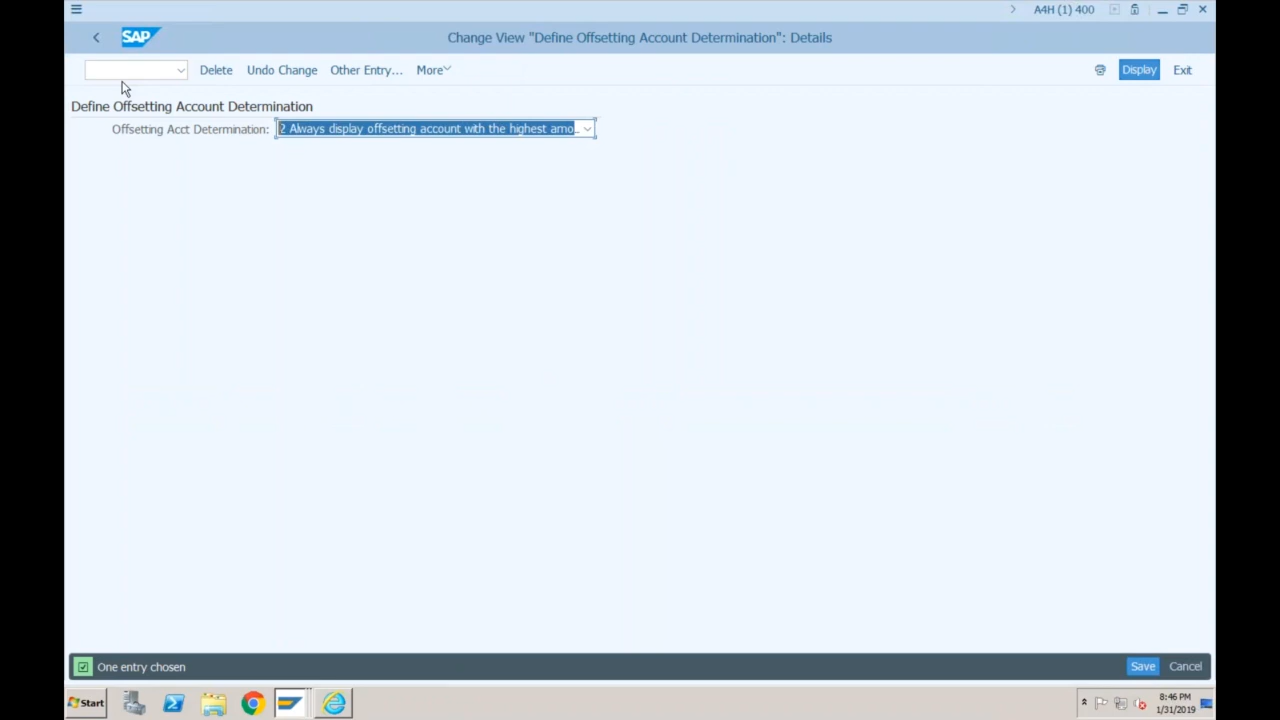 A4H (1) 400
SAP
Change View "Define Offsetting Account Determination": Details
Delete Undo Change Other Entry... More Display Exit
Define Offsetting Account Determination
Offsetting Acct Determination: 2 Always display offsetting account with the highest amo
One entry chosen Save Cancel
Start 8:46 PM
1/31/2019